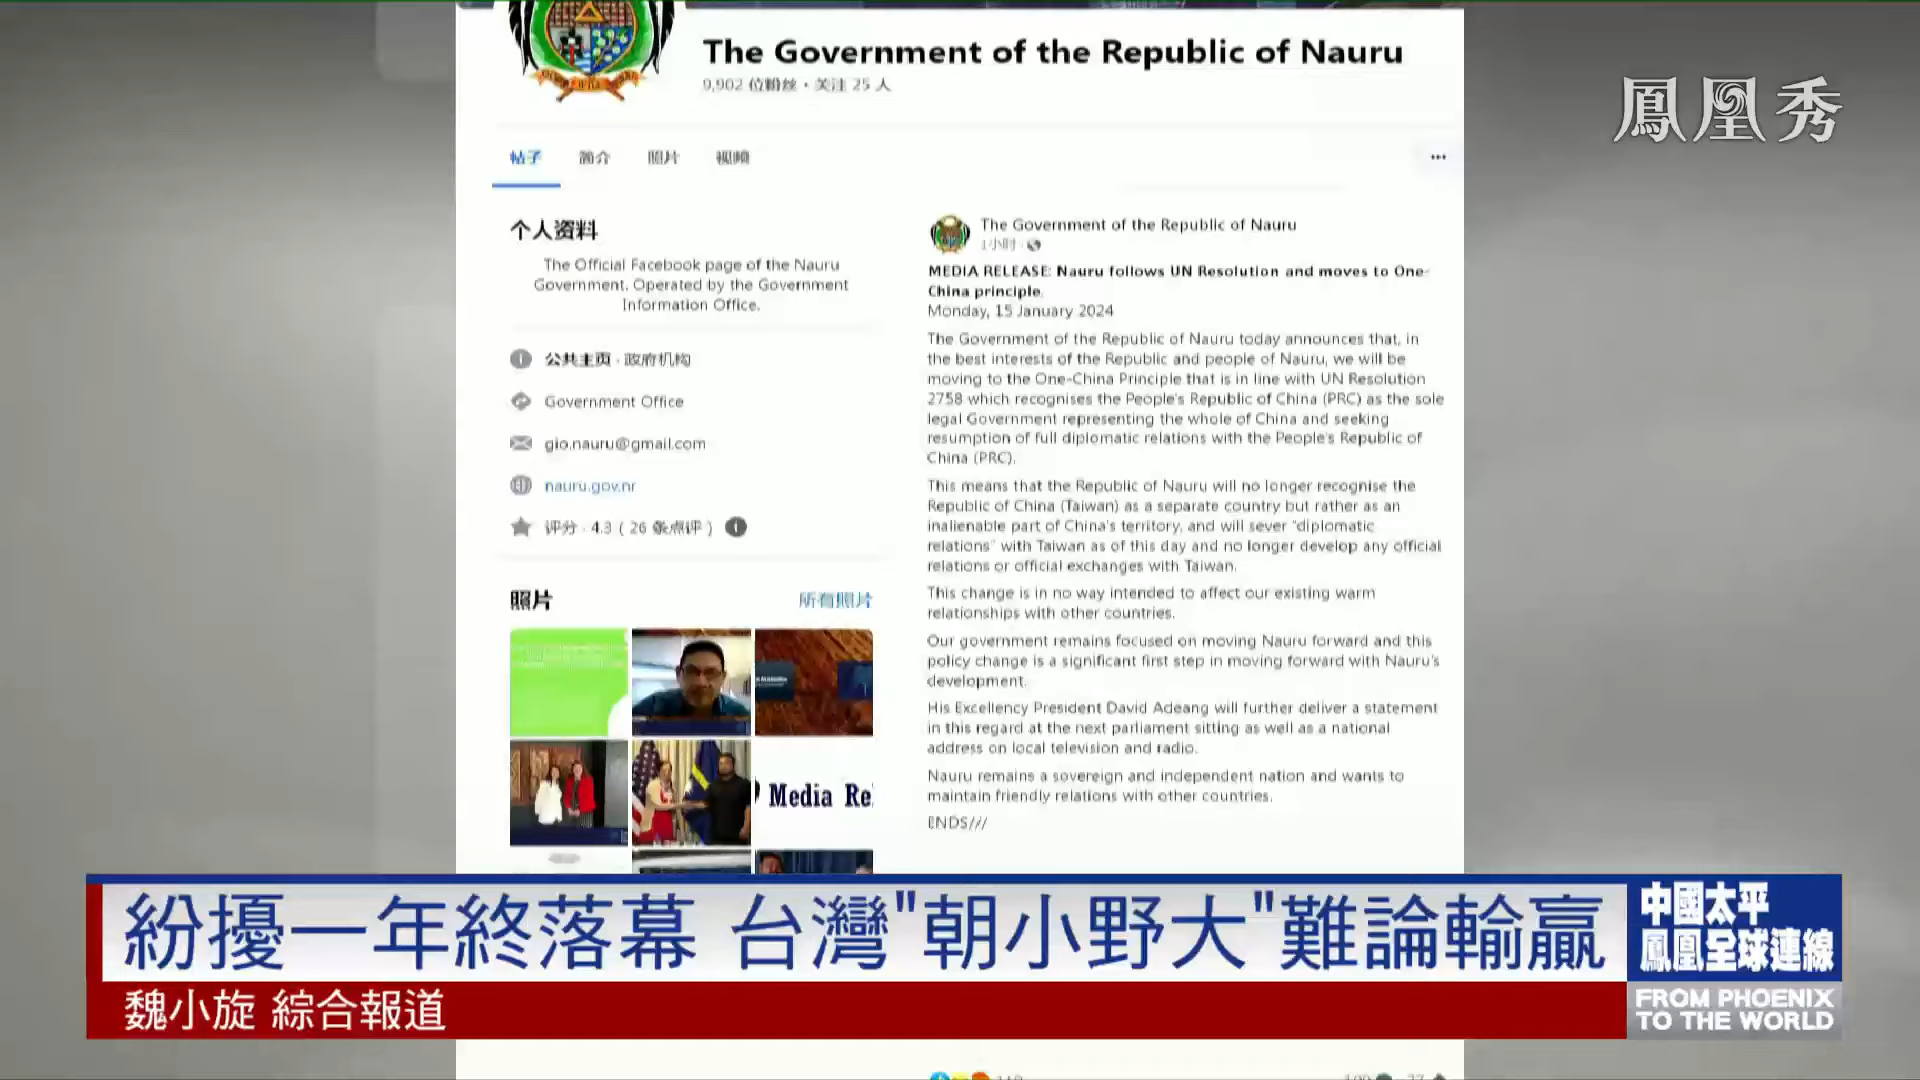 The Government of the Republic of Nauru
9,902 位粉丝 · 关注 25 人
鳳凰秀
帖子 简介 照片 视频
个人资料
The Official Facebook page of the Nauru
Government. Operated by the Government
Information Office.
公共主页 · 政府机构
Government Office
gio.nauru@gmail.com
nauru.gov.nr
评分 · 4.3 ( 26 条点评 )
照片 所有照片
Media Re
The Government of the Republic of Nauru
1小时
MEDIA RELEASE: Nauru follows UN Resolution and moves to One-
China principle.
Monday, 15 January 2024
The Government of the Republic of Nauru today announces that, in
the best interests of the Republic and people of Nauru, we will be
moving to the One-China Principle that is in line with UN Resolution
2758 which recognises the People's Republic of China (PRC) as the sole
legal Government representing the whole of China and seeking
resumption of full diplomatic relations with the People's Republic of
China (PRC).
This means that the Republic of Nauru will no longer recognise the
Republic of China (Taiwan) as a separate country but rather as an
inalienable part of China's territory, and will sever "diplomatic
relations" with Taiwan as of this day and no longer develop any official
relations or official exchanges with Taiwan.
This change is in no way intended to affect our existing warm
relationships with other countries.
Our government remains focused on moving Nauru forward and this
policy change is a significant first step in moving forward with Nauru's
development.
His Excellency President David Adeang will further deliver a statement
in this regard at the next parliament sitting as well as a national
address on local television and radio.
Nauru remains a sovereign and independent nation and wants to
maintain friendly relations with other countries.
ENDS///
紛擾一年終落幕 台灣"朝小野大"難論輸贏
魏小旋 綜合報道
中國太平
鳳凰全球連線
FROM PHOENIX
TO THE WORLD